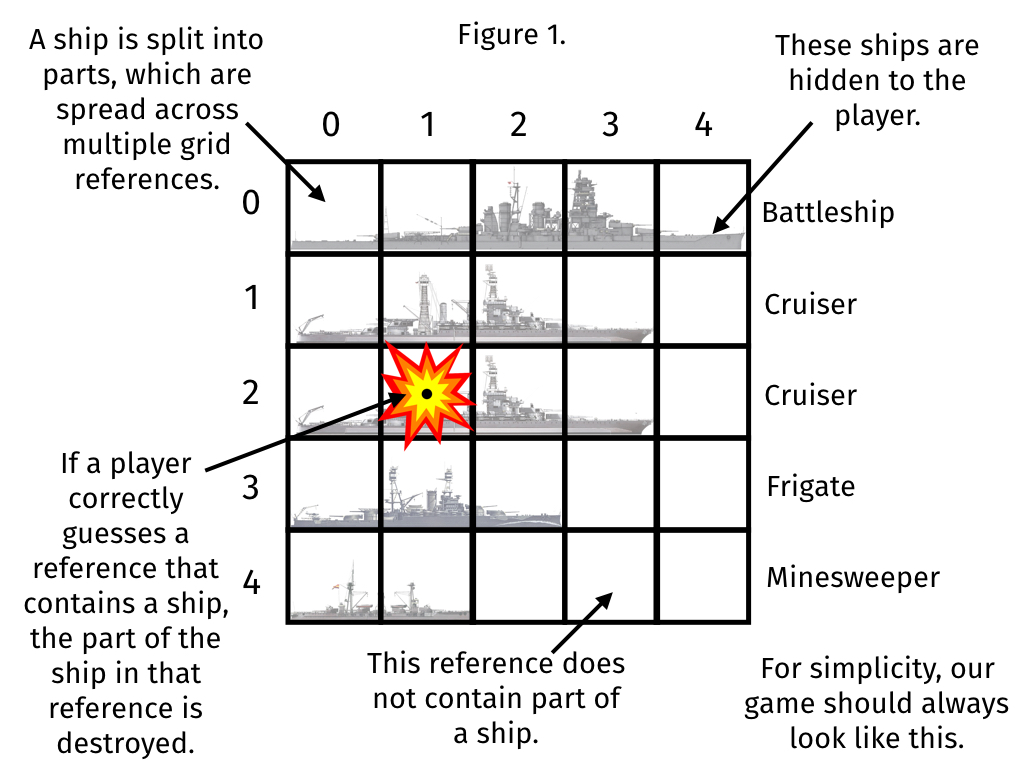 Figure 1.
A ship is split into
parts, which are
spread across
multiple grid
references.
These ships are
hidden to the
player.
0 1 2 3 4
0 Battleship
1 Cruiser
2 Cruiser
3 Frigate
4 Minesweeper
If a player
correctly
guesses a
reference that
contains a ship,
the part of the
ship in that
reference is
destroyed.
This reference does
not contain part of
a ship.
For simplicity, our
game should always
look like this.